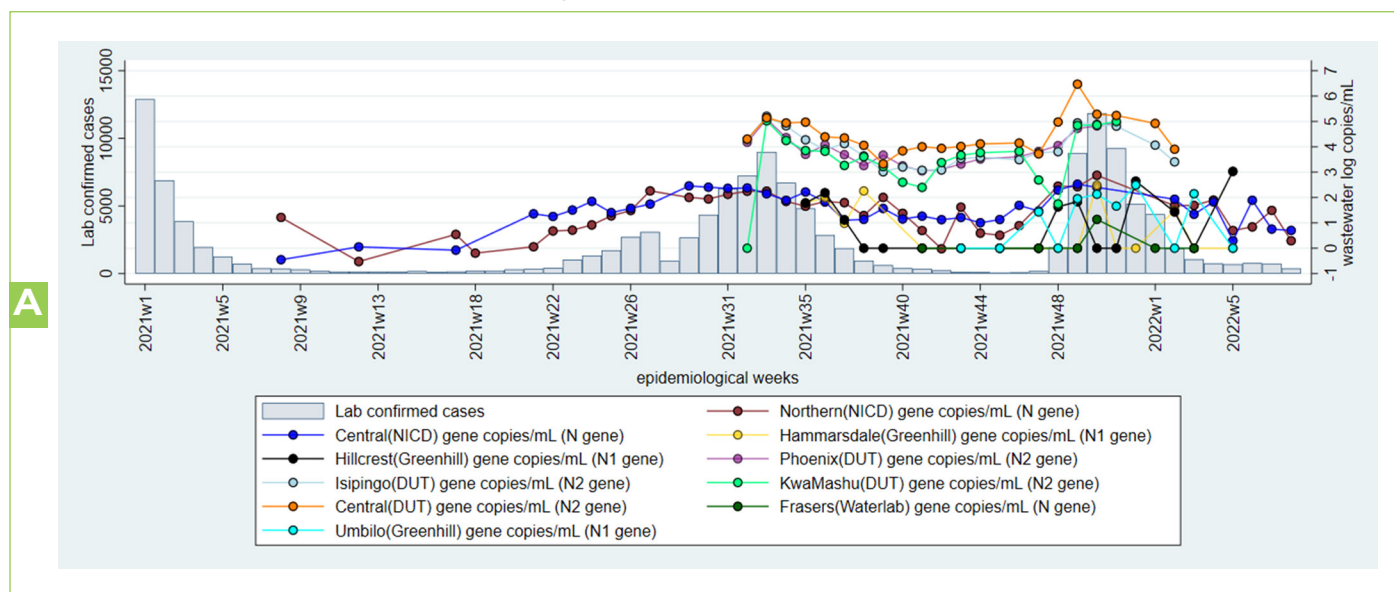 A
Lab confirmed cases
15000
10000
5000
0
7
6
5
4
3
2
1
0
-1
wastewater log copies/mL
2021w1
2021w5
2021w9
2021w13
2021w18
2021w22
2021w26
2021w31
2021w35
2021w40
2021w44
2021w48
2022w1
2022w5
epidemiological weeks
Lab confirmed cases
Northern(NICD) gene copies/mL (N gene)
Central(NICD) gene copies/mL (N gene)
Hammarsdale(Greenhill) gene copies/mL (N1 gene)
Hillcrest(Greenhill) gene copies/mL (N1 gene)
Phoenix(DUT) gene copies/mL (N2 gene)
Isipingo(DUT) gene copies/mL (N2 gene)
KwaMashu(DUT) gene copies/mL (N2 gene)
Central(DUT) gene copies/mL (N2 gene)
Frasers(Waterlab) gene copies/mL (N gene)
Umbilo(Greenhill) gene copies/mL (N1 gene)